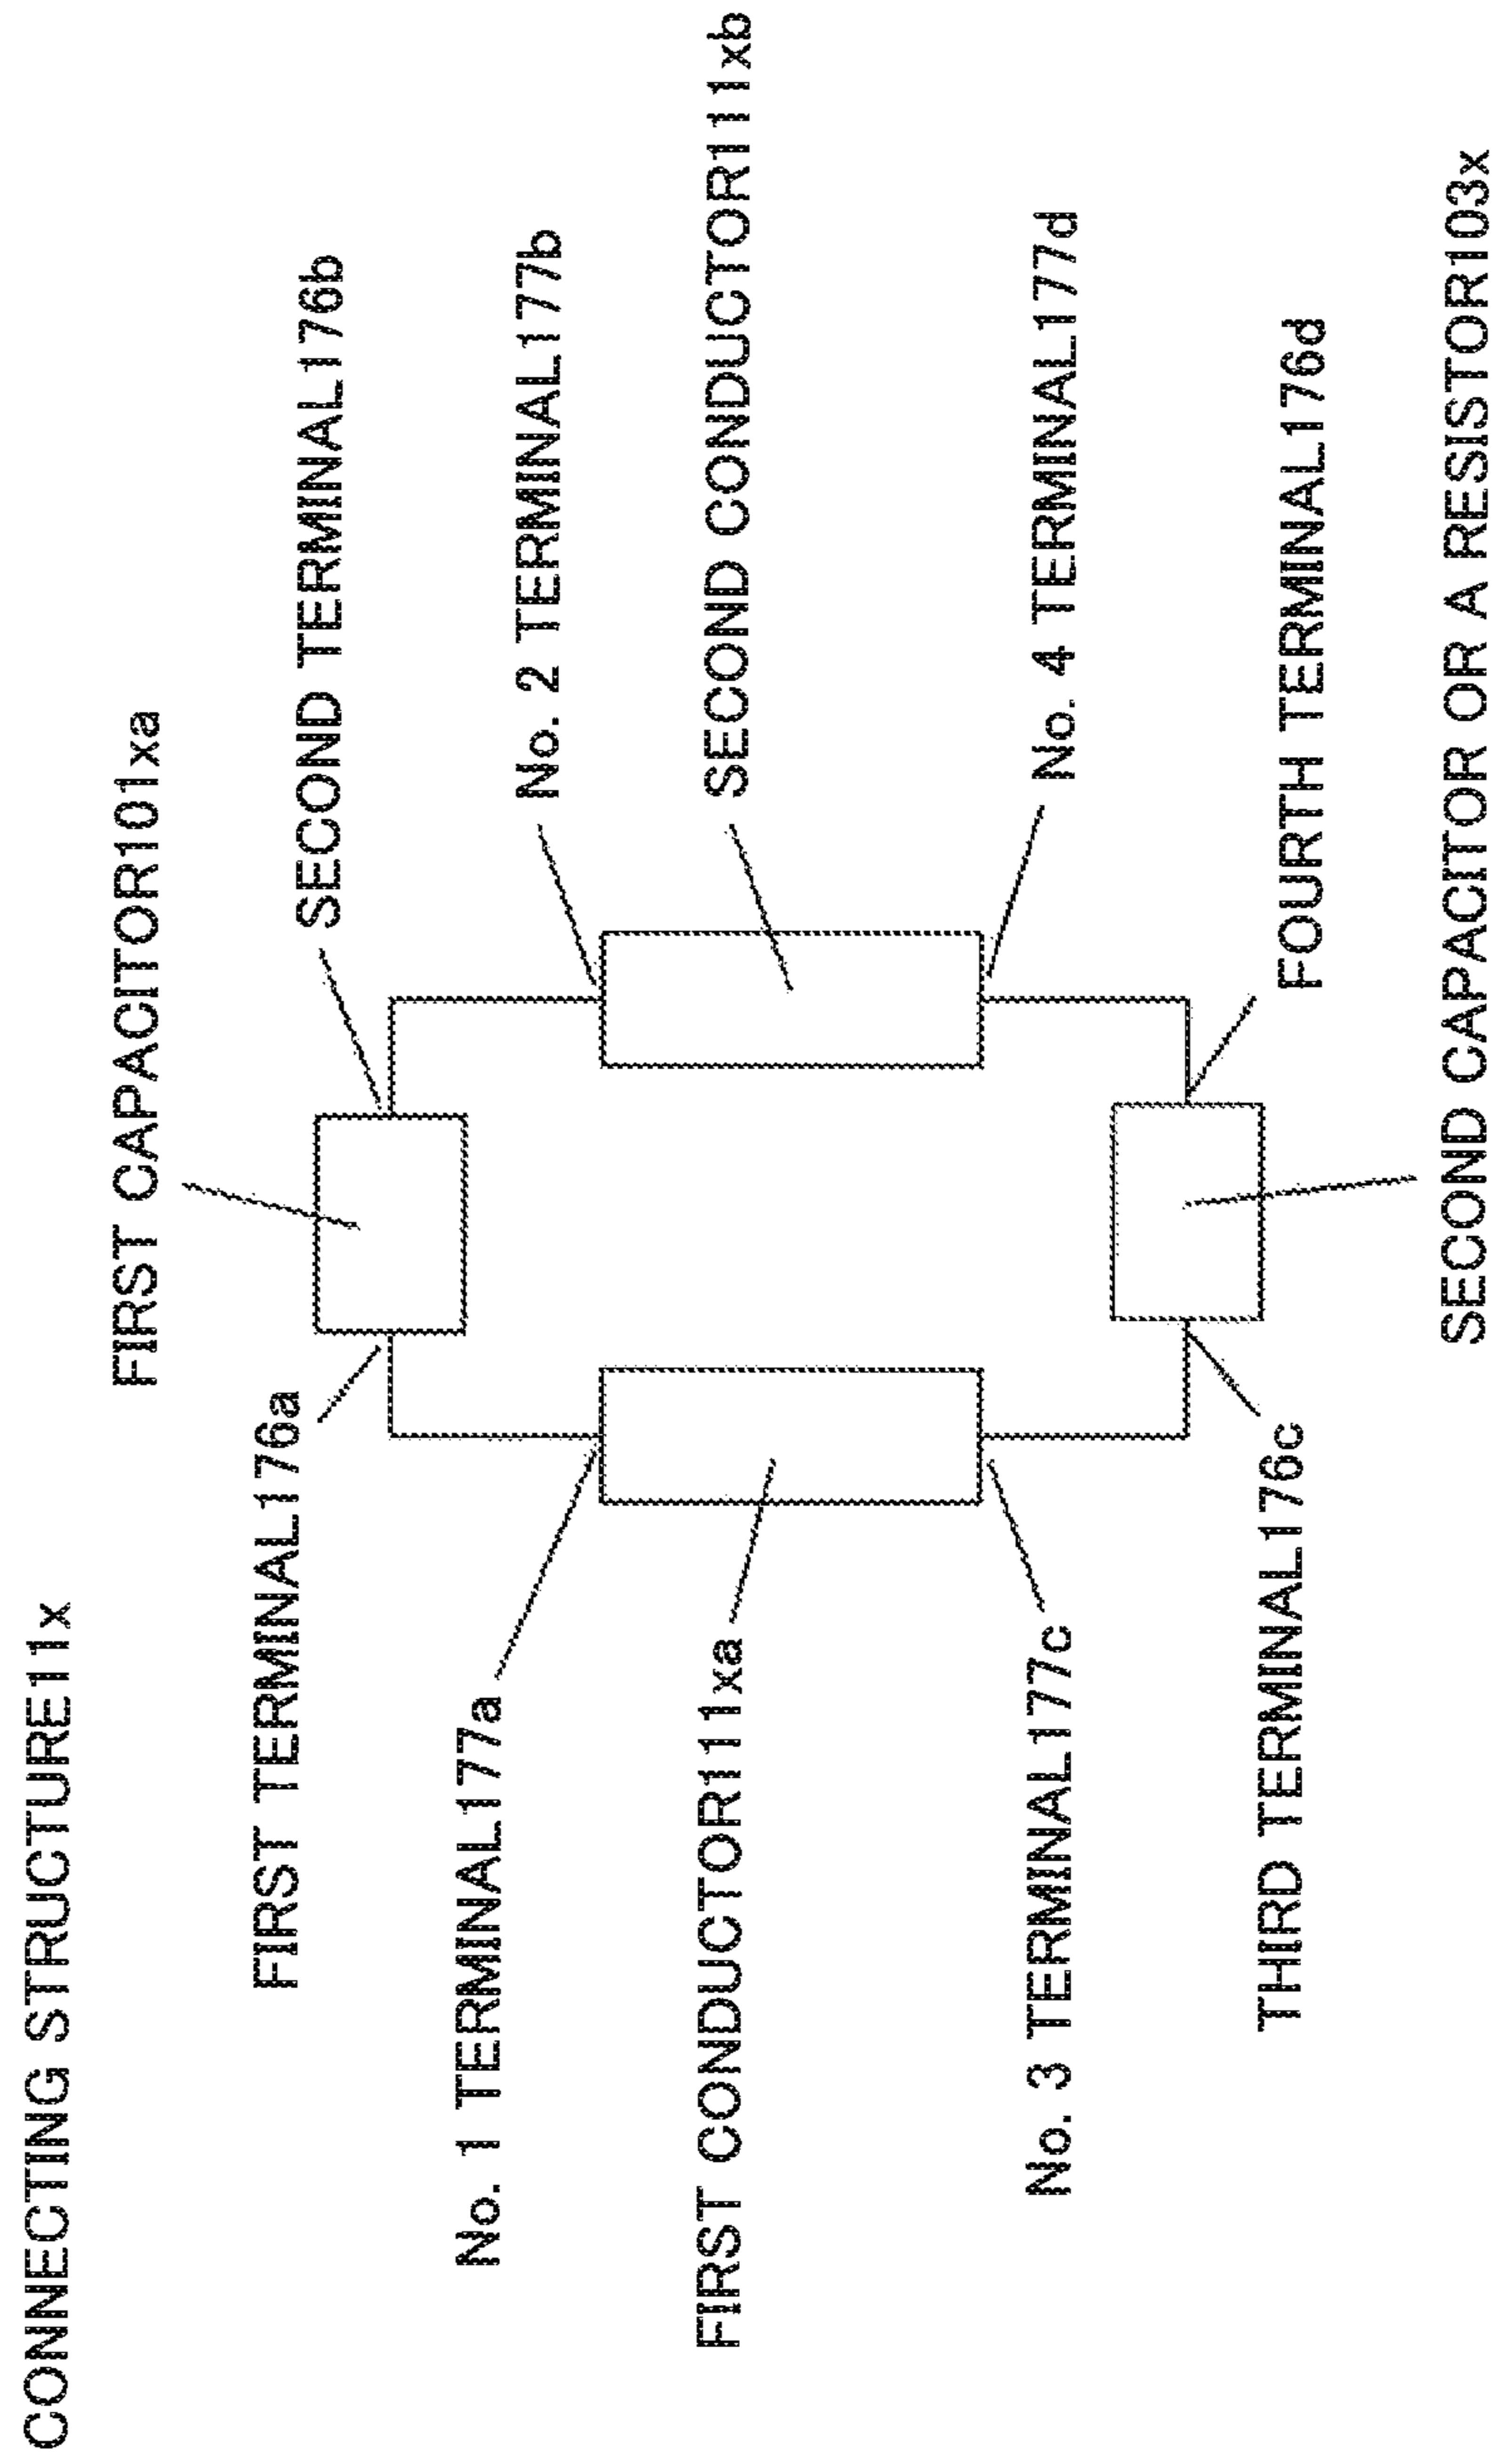 CONNECTING STRUCTURE11x
FIRST CAPACITOR101xa
FIRST TERMINAL176a
SECOND TERMINAL176b
No. 1 TERMINAL177a
No. 2 TERMINAL177b
FIRST CONDUCTOR111xa
SECOND CONDUCTOR111xb
No. 3 TERMINAL177c
No. 4 TERMINAL177d
THIRD TERMINAL176c
FOURTH TERMINAL176d
SECOND CAPACITOR OR A RESISTOR103x